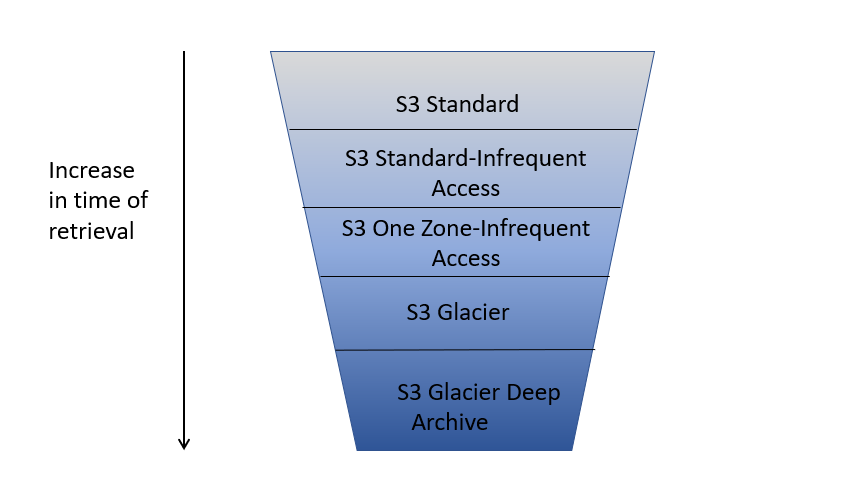 Increase
in time of
retrieval
S3 Standard
S3 Standard-Infrequent
Access
S3 One Zone-Infrequent
Access
S3 Glacier
S3 Glacier Deep
Archive